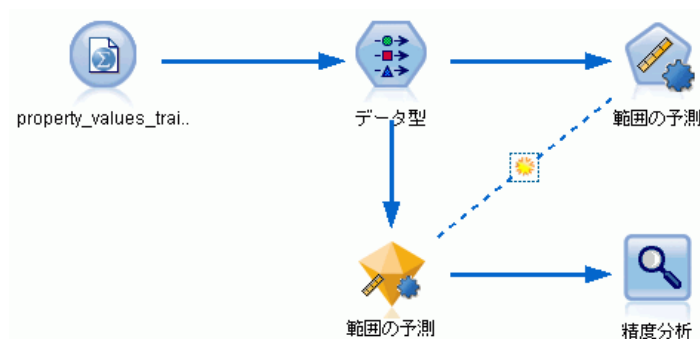 property_values_trai..
データ型
範囲の予測
範囲の予測
精度分析